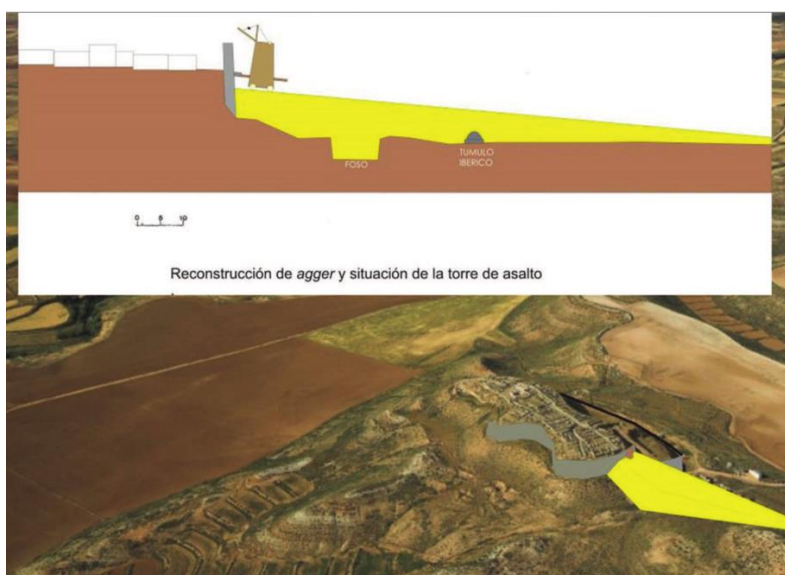 FOSO
TUMULO
IBERICO
0 5 10
Reconstrucción de agger y situación de la torre de asalto